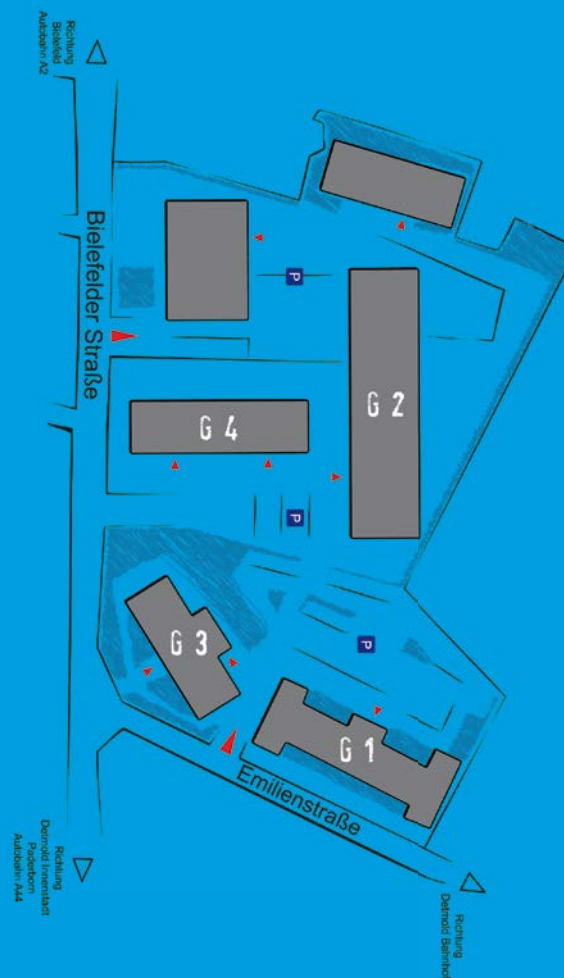 Richtung
Bielefeld
Autobahn A2
P
Bielefelder Straße
G 2
G 4
P
G 3
P
G 1
Emilienstraße
Richtung
Detmold Innenstadt
Paderborn
Autobahn A44
Richtung
Detmold Bahnhof